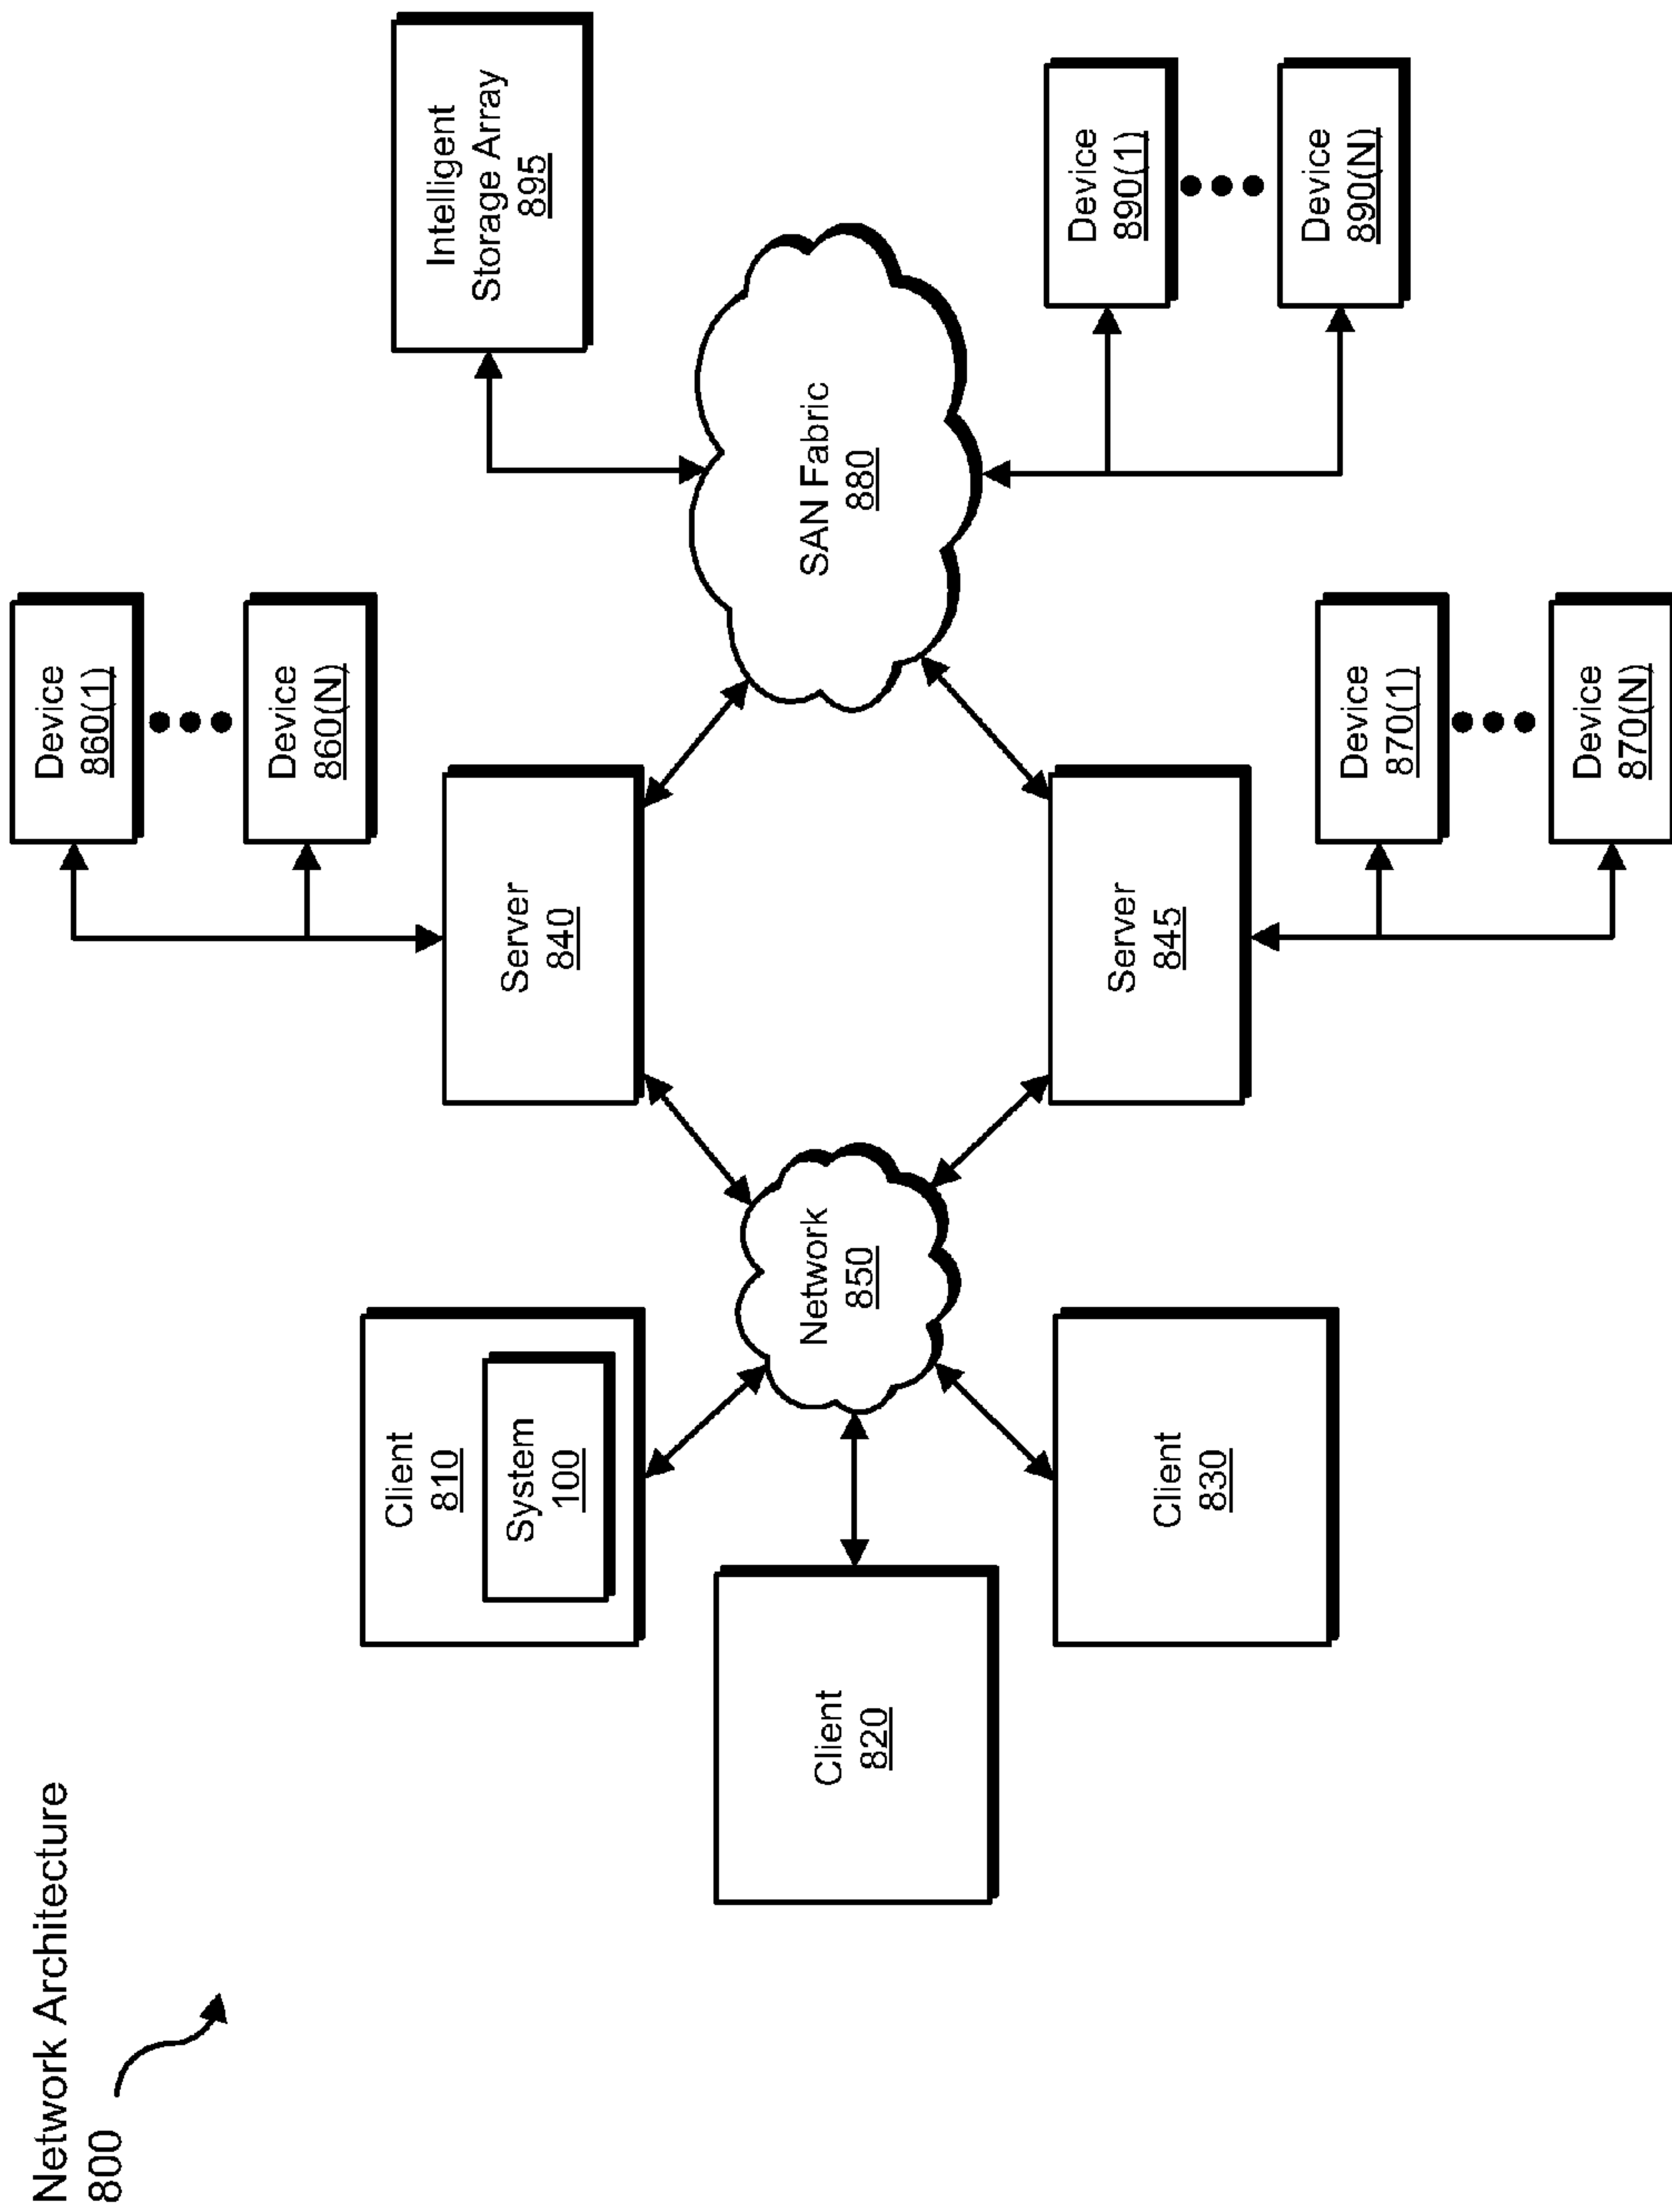 Network Architecture
800
Client
810
System
100
Client
820
Client
830
Network
850
Server
840
Server
845
Device
860(1)
Device
860(N)
Device
870(1)
Device
870(N)
SAN Fabric
880
Intelligent
Storage Array
895
Device
890(1)
Device
890(N)